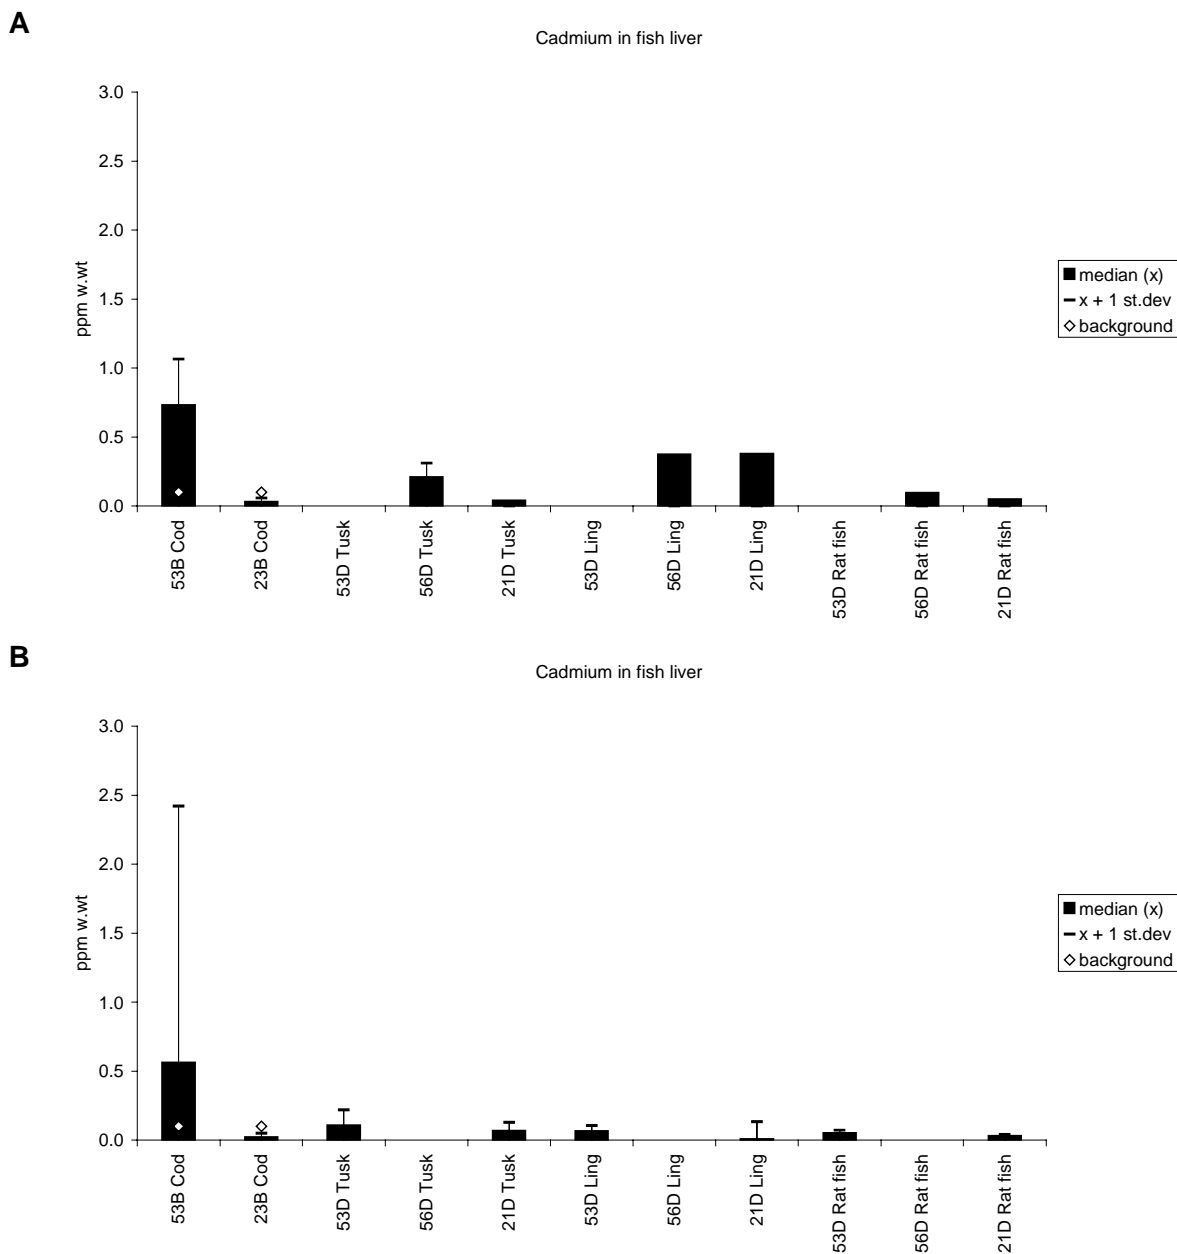 A
Cadmium in fish liver
3.0
2.5
2.0
1.5
1.0
0.5
0.0
ppm w.wt
53B Cod
23B Cod
53D Tusk
56D Tusk
21D Tusk
53D Ling
56D Ling
21D Ling
53D Rat fish
56D Rat fish
21D Rat fish
median (x)
x + 1 st.dev
background
B
Cadmium in fish liver
3.0
2.5
2.0
1.5
1.0
0.5
0.0
ppm w.wt
53B Cod
23B Cod
53D Tusk
56D Tusk
21D Tusk
53D Ling
56D Ling
21D Ling
53D Rat fish
56D Rat fish
21D Rat fish
median (x)
x + 1 st.dev
background